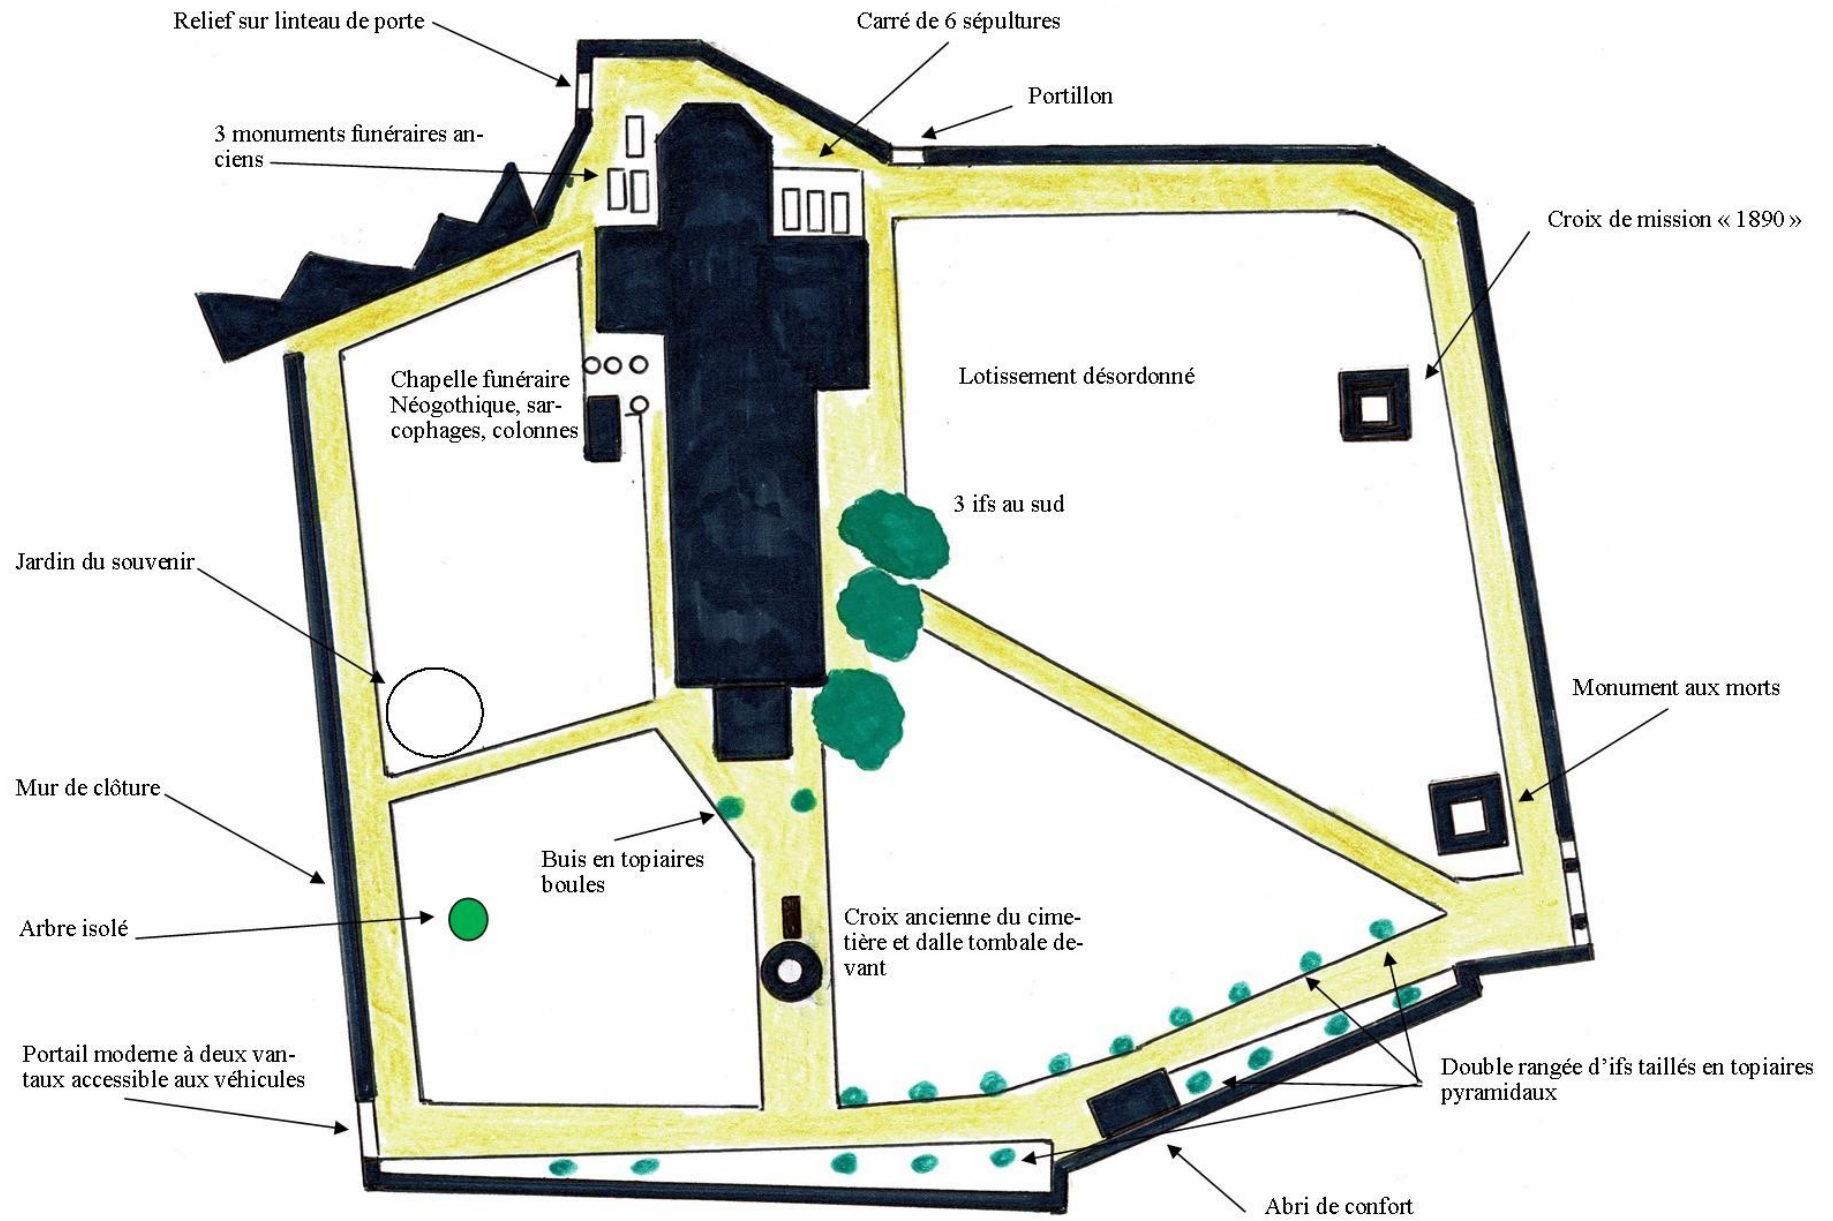 Relief sur linteau de porte
Carré de 6 sépultures
Portillon
3 monuments funéraires an-
ciens
Croix de mission « 1890 »
Chapelle funéraire
Néogothique, sar-
cophages, colonnes
Lotissement désordonné
3 ifs au sud
Jardin du souvenir
Monument aux morts
Mur de clôture
Buis en topiaires
boules
Arbre isolé
Croix ancienne du cime-
tière et dalle tombale de-
vant
Portail moderne à deux van-
taux accessible aux véhicules
Double rangée d’ifs taillés en topiaires
pyramidaux
Abri de confort